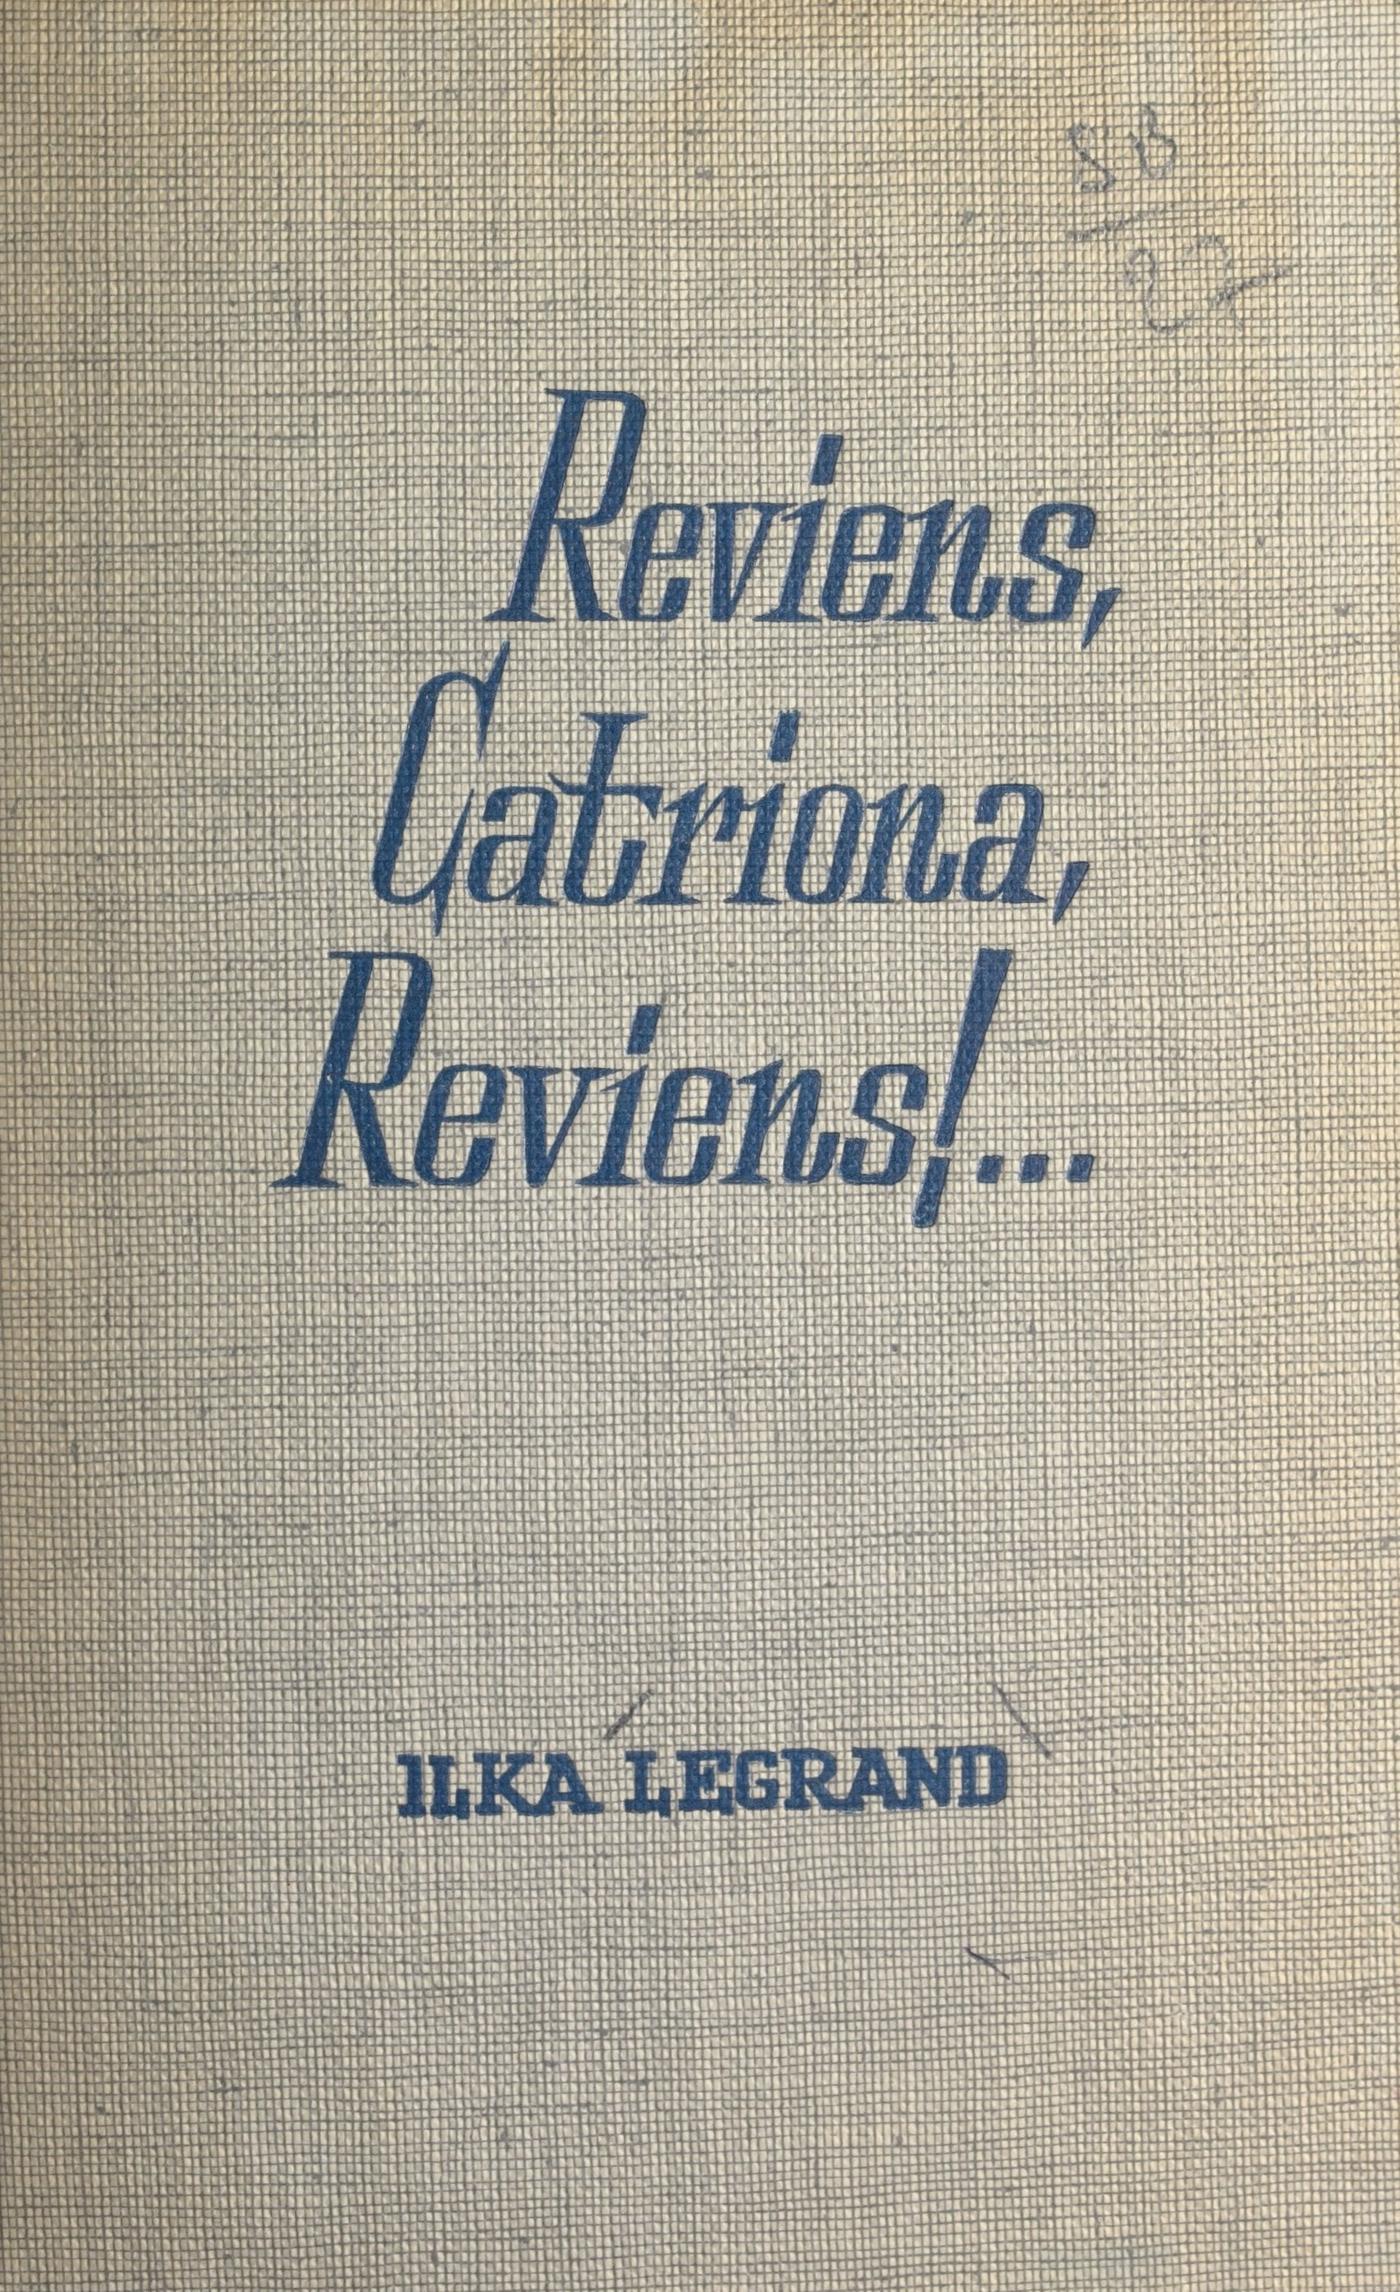 Reviens,
Catriona,
Reviens!...
ILKA LEGRAND